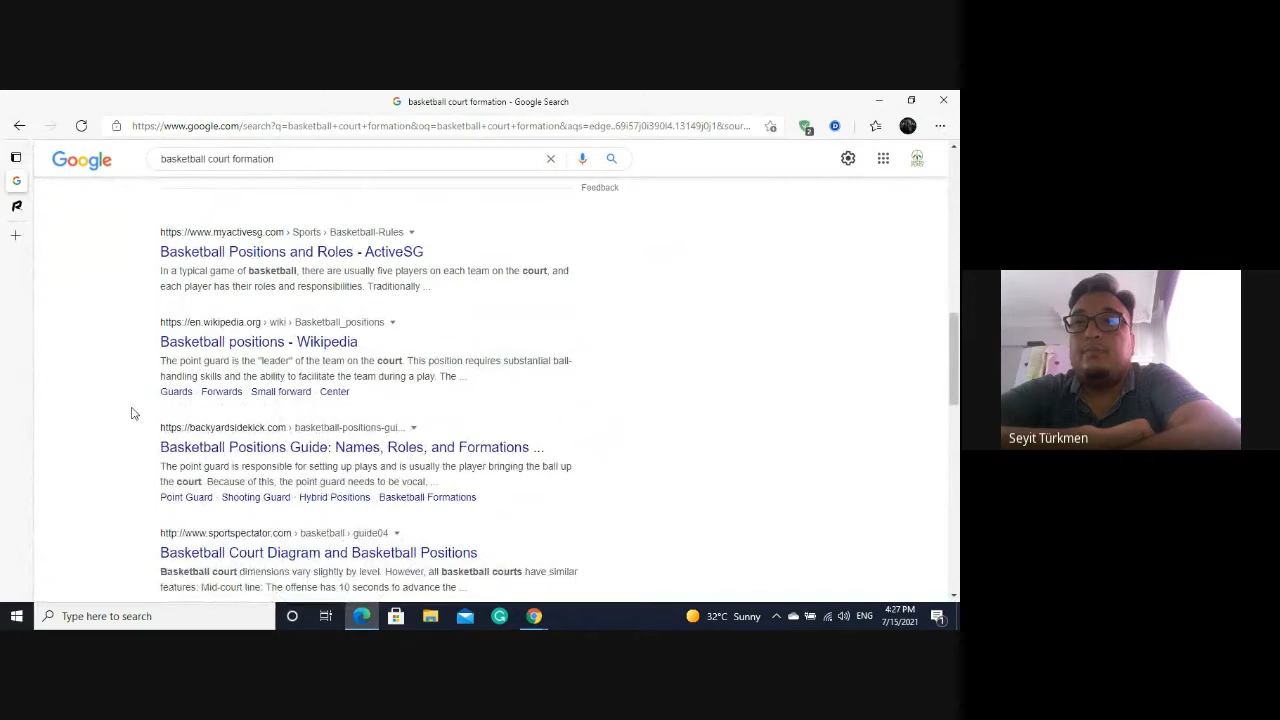 basketball court formation - Google Search
https://www.google.com/search?q=basketball+court+formation&oq=basketball+court+formation&aqs=edge..69i57j0i390l4.13149j0j1&sour...
Google
basketball court formation
Feedback
https://www.myactivesg.com › Sports › Basketball-Rules
Basketball Positions and Roles - ActiveSG
In a typical game of basketball, there are usually five players on each team on the court, and
each player has their roles and responsibilities. Traditionally ...
https://en.wikipedia.org › wiki › Basketball_positions
Basketball positions - Wikipedia
The point guard is the "leader" of the team on the court. This position requires substantial ball-
handling skills and the ability to facilitate the team during a play. The ...
Guards · Forwards · Small forward · Center
https://backyardsidekick.com › basketball-positions-gui...
Basketball Positions Guide: Names, Roles, and Formations ...
The point guard is responsible for setting up plays and is usually the player bringing the ball up
the court. Because of this, the point guard needs to be vocal, ...
Point Guard · Shooting Guard · Hybrid Positions · Basketball Formations
http://www.sportspectator.com › basketball › guide04
Basketball Court Diagram and Basketball Positions
Basketball court dimensions vary slightly by level. However, all basketball courts have similar
features: Mid-court line: The offense has 10 seconds to advance the ...
Type here to search
32°C Sunny
ENG
4:27 PM
7/15/2021
Seyit Türkmen